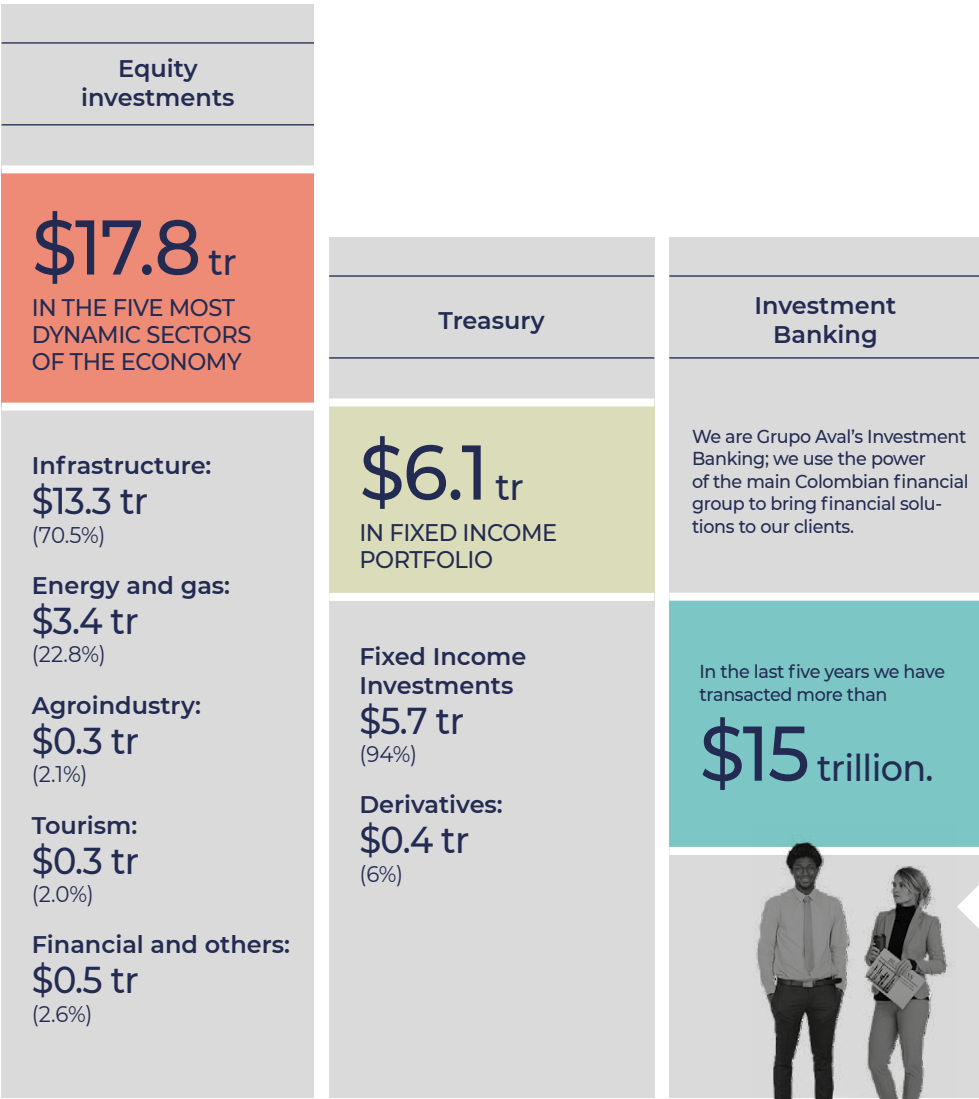 Equity
investments
$17.8 tr
IN THE FIVE MOST
DYNAMIC SECTORS
OF THE ECONOMY
Infrastructure:
$13.3 tr
(70.5%)
Energy and gas:
$3.4 tr
(22.8%)
Agroindustry:
$0.3 tr
(2.1%)
Tourism:
$0.3 tr
(2.0%)
Financial and others:
$0.5 tr
(2.6%)
Treasury
$6.1 tr
IN FIXED INCOME
PORTFOLIO
Fixed Income
Investments
$5.7 tr
(94%)
Derivatives:
$0.4 tr
(6%)
Investment
Banking
We are Grupo Aval’s Investment
Banking; we use the power
of the main Colombian financial
group to bring financial solu-
tions to our clients.
In the last five years we have
transacted more than
$15 trillion.